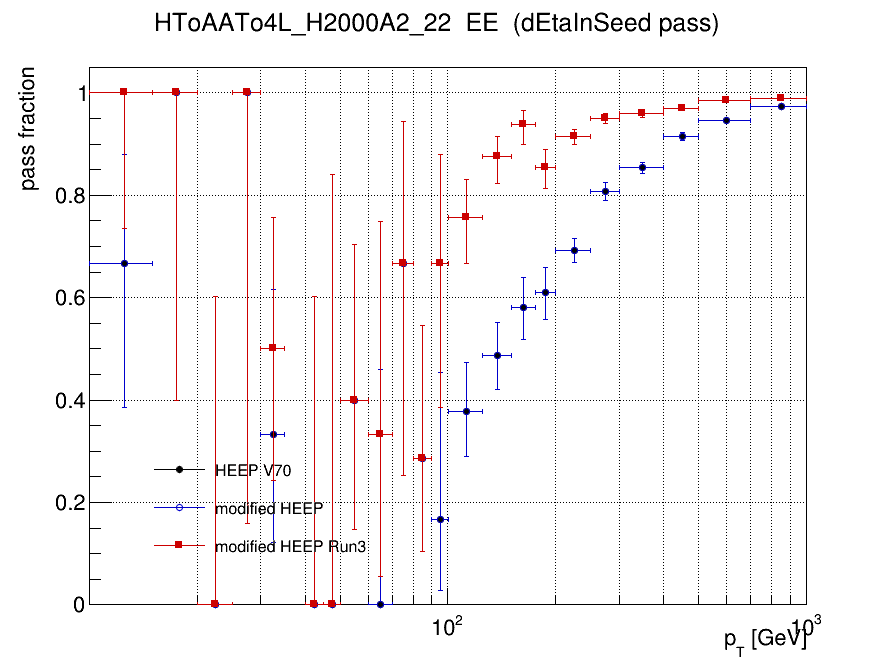 HToAATo4L_H2000A2_22 EE (dEtaInSeed pass)
pass fraction
1
0.8
0.6
0.4
0.2
0
HEEP V70
modified HEEP
modified HEEP Run3
10²
10³
p_T [GeV]